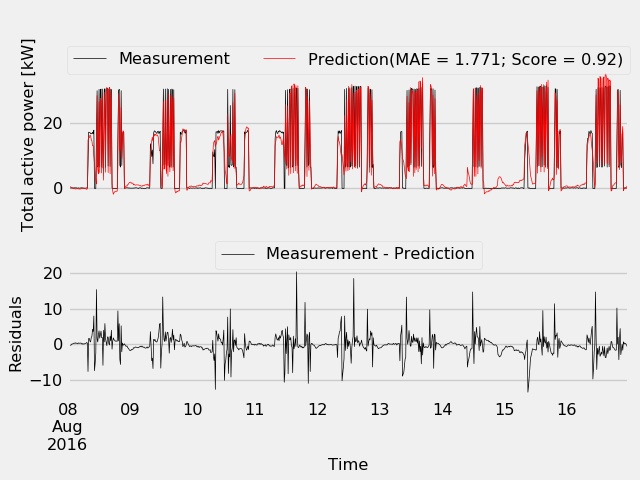 Measurement
Prediction(MAE = 1.771; Score = 0.92)
Total active power [kW]
20
0
Measurement - Prediction
Residuals
20
10
0
−10
08 09 10 11 12 13 14 15 16
Aug
2016
Time